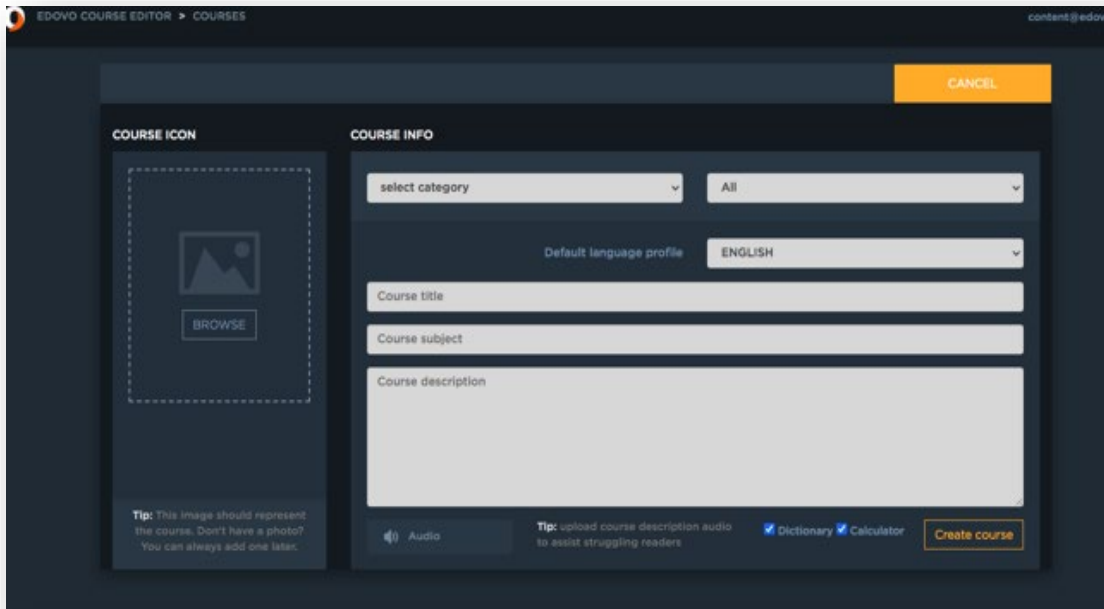 EDOVO COURSE EDITOR > COURSES
content@edov
CANCEL
COURSE ICON
COURSE INFO
select category
All
Default language profile
ENGLISH
Course title
Course subject
BROWSE
Course description
Tip: This image should represent
the course. Don't have a photo?
You can always add one later.
Audio
Tip: upload course description audio
to assist struggling readers
Dictionary
Calculator
Create course